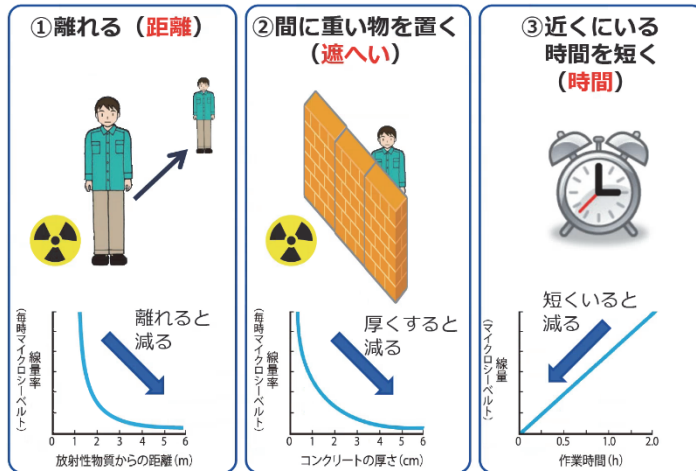 ①離れる（距離）
離れると
減る
線量率
（毎時マイクロシーベルト）
0 1 2 3 4 5 6
放射性物質からの距離（m）
②間に重い物を置く
（遮へい）
厚くすると
減る
線量率
（毎時マイクロシーベルト）
0 1 2 3 4 5 6
コンクリートの厚さ（cm）
③近くにいる
時間を短く
（時間）
短くいると
減る
線量
（マイクロシーベルト）
0 0.5 1.0 2.0
作業時間（h）